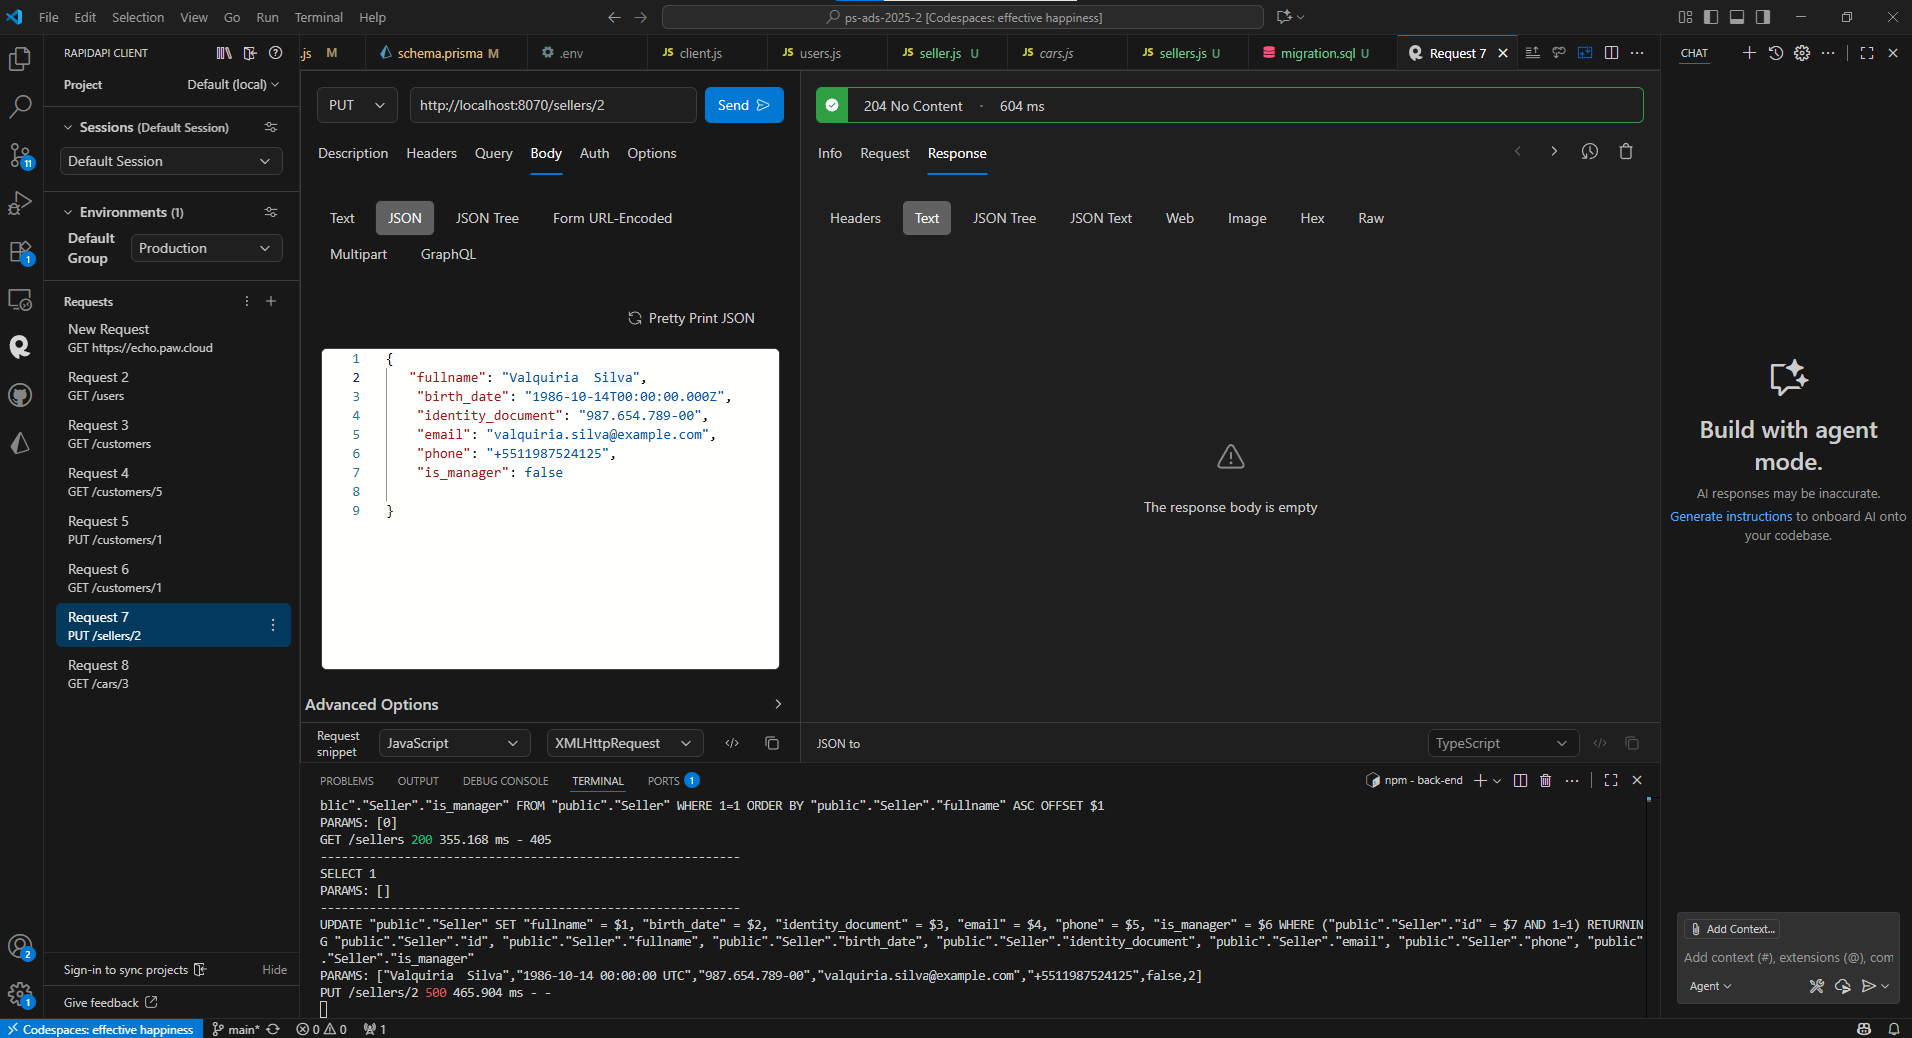 File Edit Selection View Go Run Terminal Help
ps-ads-2025-2 [Codespaces: effective happiness]
RAPIDAPI CLIENT
.js M
schema.prisma M
.env
JS client.js
JS users.js
JS seller.js U
JS cars.js
JS sellers.js U
migration.sql U
Request 7
CHAT
Project
Default (local)
Sessions (Default Session)
Default Session
Environments (1)
Default Group
Production
Requests
New Request
GET https://echo.paw.cloud
Request 2
GET /users
Request 3
GET /customers
Request 4
GET /customers/5
Request 5
PUT /customers/1
Request 6
GET /customers/1
Request 7
PUT /sellers/2
Request 8
GET /cars/3
Sign-in to sync projects
Hide
Give feedback
11
1
2
1
PUT
http://localhost:8070/sellers/2
Send
Description Headers Query Body Auth Options
Text JSON JSON Tree Form URL-Encoded
Multipart GraphQL
Pretty Print JSON
1 {
2 "fullname": "Valquiria  Silva",
3 "birth_date": "1986-10-14T00:00:00.000Z",
4 "identity_document": "987.654.789-00",
5 "email": "valquiria.silva@example.com",
6 "phone": "+5511987524125",
7 "is_manager": false
8
9 }
Advanced Options
Request snippet
JavaScript
XMLHttpRequest
204 No Content · 604 ms
Info Request Response
Headers Text JSON Tree JSON Text Web Image Hex Raw
The response body is empty
JSON to
TypeScript
PROBLEMS OUTPUT DEBUG CONSOLE TERMINAL PORTS 1
npm - back-end
blic"."Seller"."is_manager" FROM "public"."Seller" WHERE 1=1 ORDER BY "public"."Seller"."fullname" ASC OFFSET $1
PARAMS: [0]
GET /sellers 200 355.168 ms - 405
------------------------------------------------------------
SELECT 1
PARAMS: []
------------------------------------------------------------
UPDATE "public"."Seller" SET "fullname" = $1, "birth_date" = $2, "identity_document" = $3, "email" = $4, "phone" = $5, "is_manager" = $6 WHERE ("public"."Seller"."id" = $7 AND 1=1) RETURNIN
G "public"."Seller"."id", "public"."Seller"."fullname", "public"."Seller"."birth_date", "public"."Seller"."identity_document", "public"."Seller"."email", "public"."Seller"."phone", "public"
."Seller"."is_manager"
PARAMS: ["Valquiria  Silva","1986-10-14 00:00:00 UTC","987.654.789-00","valquiria.silva@example.com","+5511987524125",false,2]
PUT /sellers/2 500 465.904 ms - -
Build with agent
mode.
AI responses may be inaccurate.
Generate instructions to onboard AI onto
your codebase.
Add Context...
Add context (#), extensions (@), com
Agent
Codespaces: effective happiness
main*
0 0
1